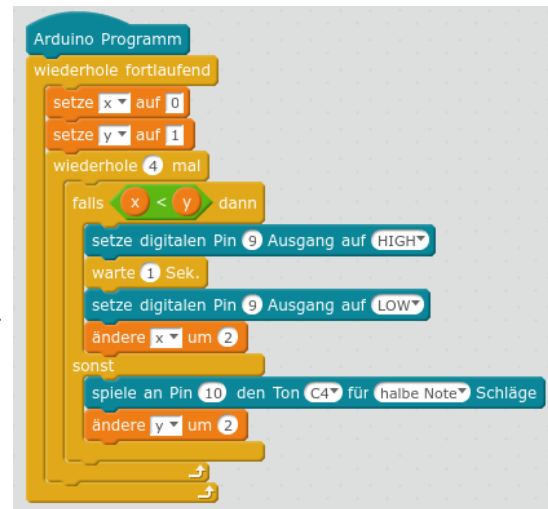 Arduino Programm
wiederhole fortlaufend
setze x auf 0
setze y auf 1
wiederhole 4 mal
falls x < y dann
setze digitalen Pin 9 Ausgang auf HIGH
warte 1 Sek.
setze digitalen Pin 9 Ausgang auf LOW
ändere x um 2
sonst
spiele an Pin 10 den Ton C4 für halbe Note Schläge
ändere y um 2